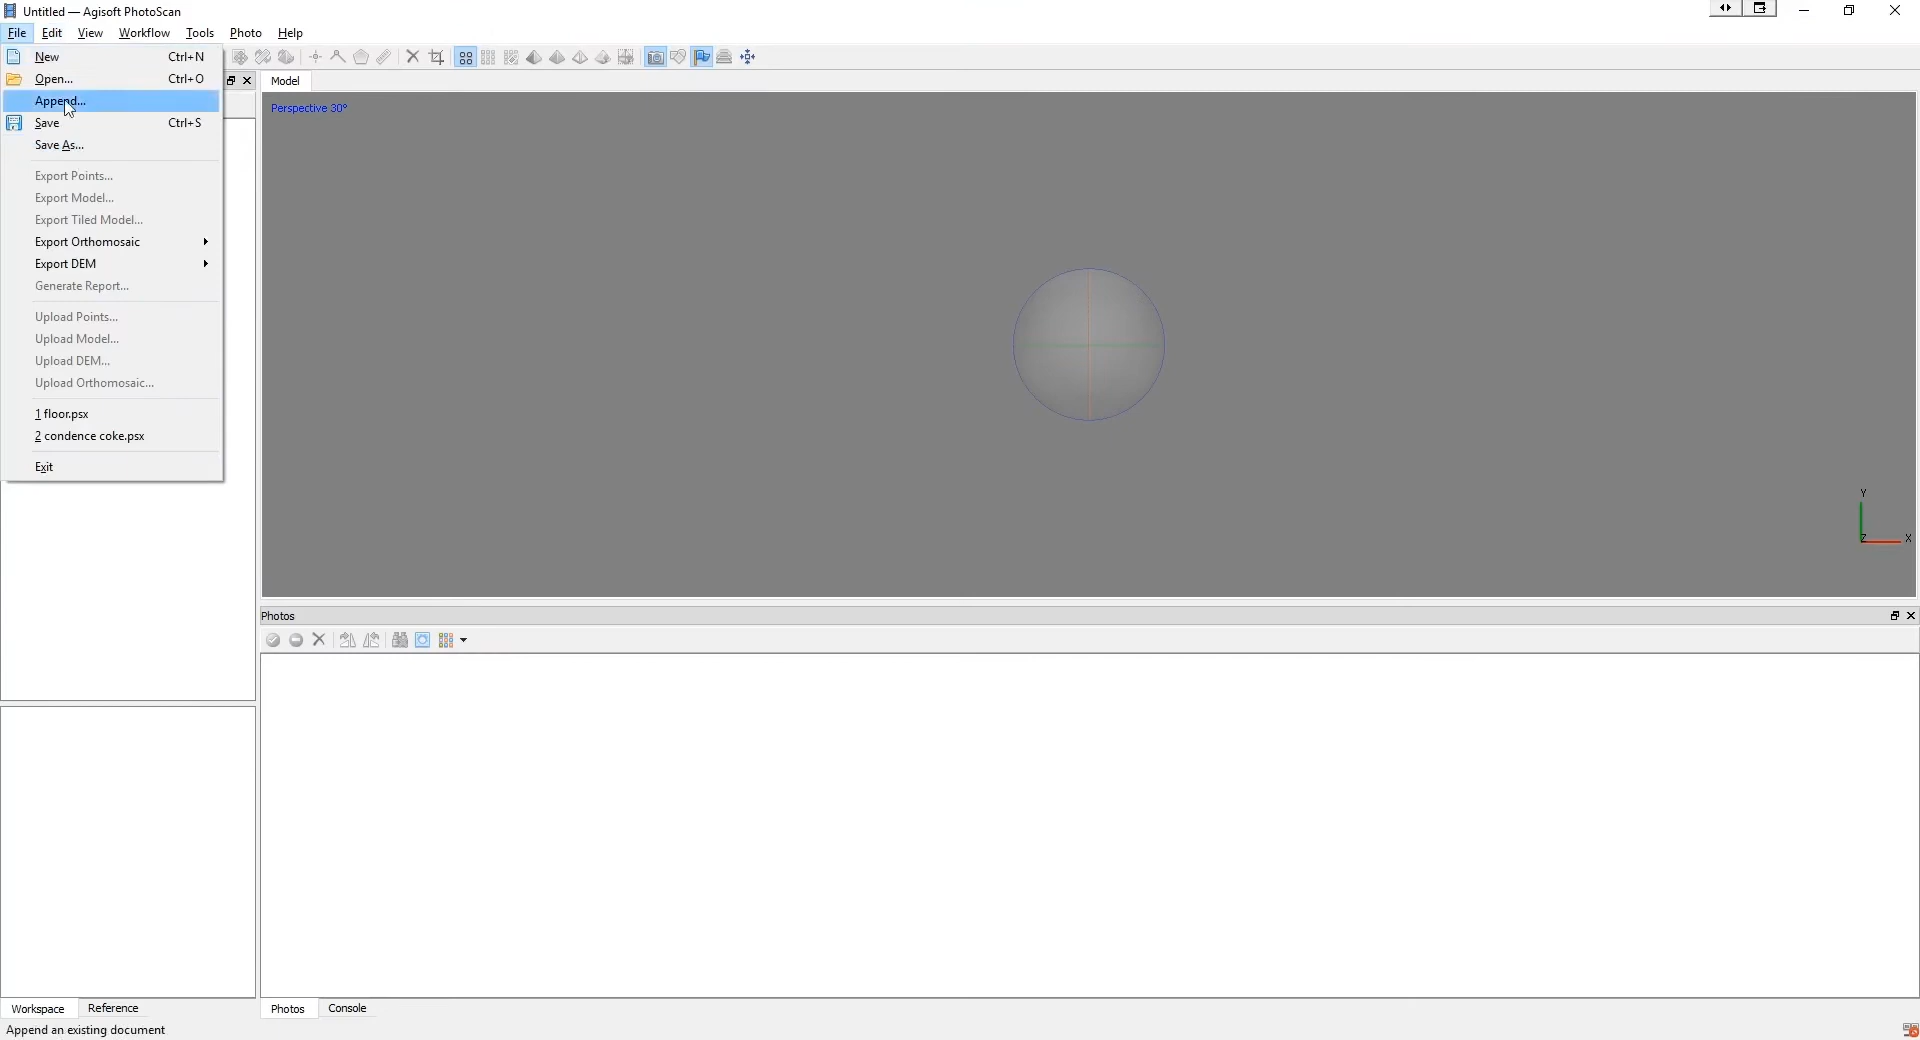 Untitled — Agisoft PhotoScan
File Edit View Workflow Tools Photo Help
New Ctrl+N
Open... Ctrl+O
Append...
Save Ctrl+S
Save As...
Export Points...
Export Model...
Export Tiled Model...
Export Orthomosaic
Export DEM
Generate Report...
Upload Points...
Upload Model...
Upload DEM...
Upload Orthomosaic...
1 floor.psx
2 condence coke.psx
Exit
Model
Perspective 30°
Y
Z X
Photos
Workspace Reference
Photos Console
Append an existing document